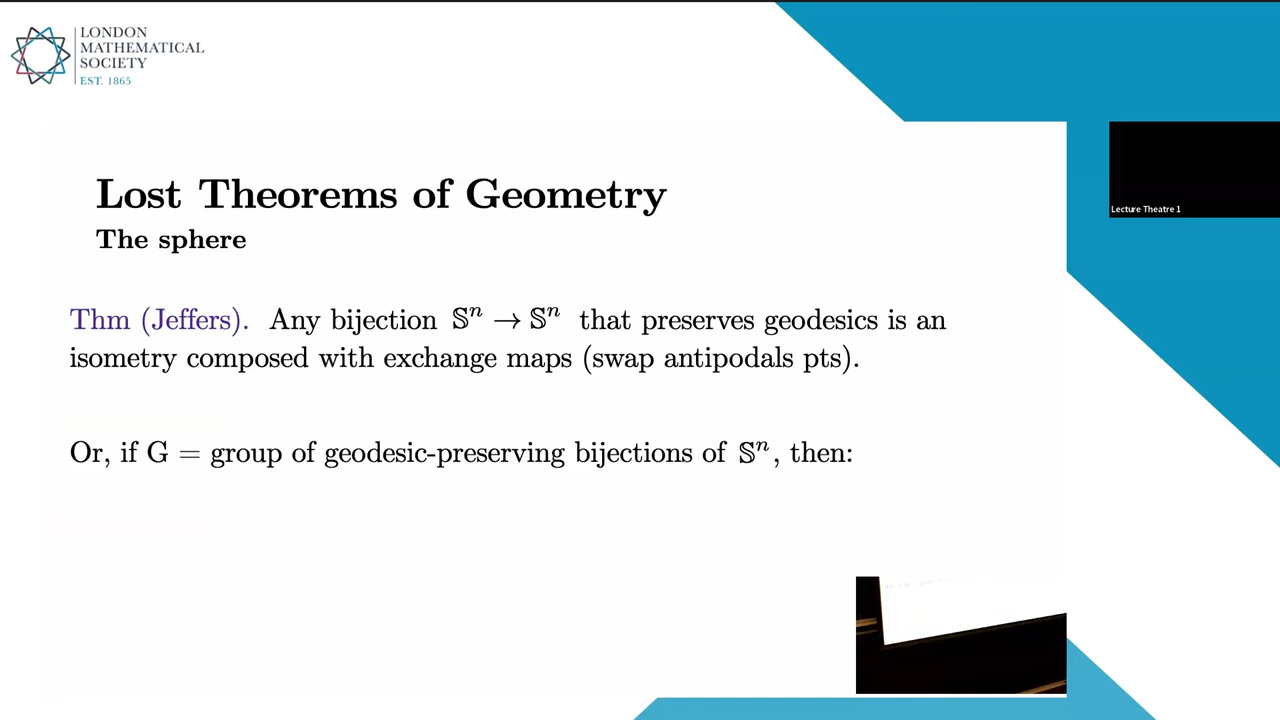 LONDON
MATHEMATICAL
SOCIETY
EST. 1865
Lecture Theatre 1
Lost Theorems of Geometry
The sphere
Thm (Jeffers). Any bijection 𝕊ⁿ → 𝕊ⁿ that preserves geodesics is an
isometry composed with exchange maps (swap antipodals pts).
Or, if G = group of geodesic-preserving bijections of 𝕊ⁿ, then: